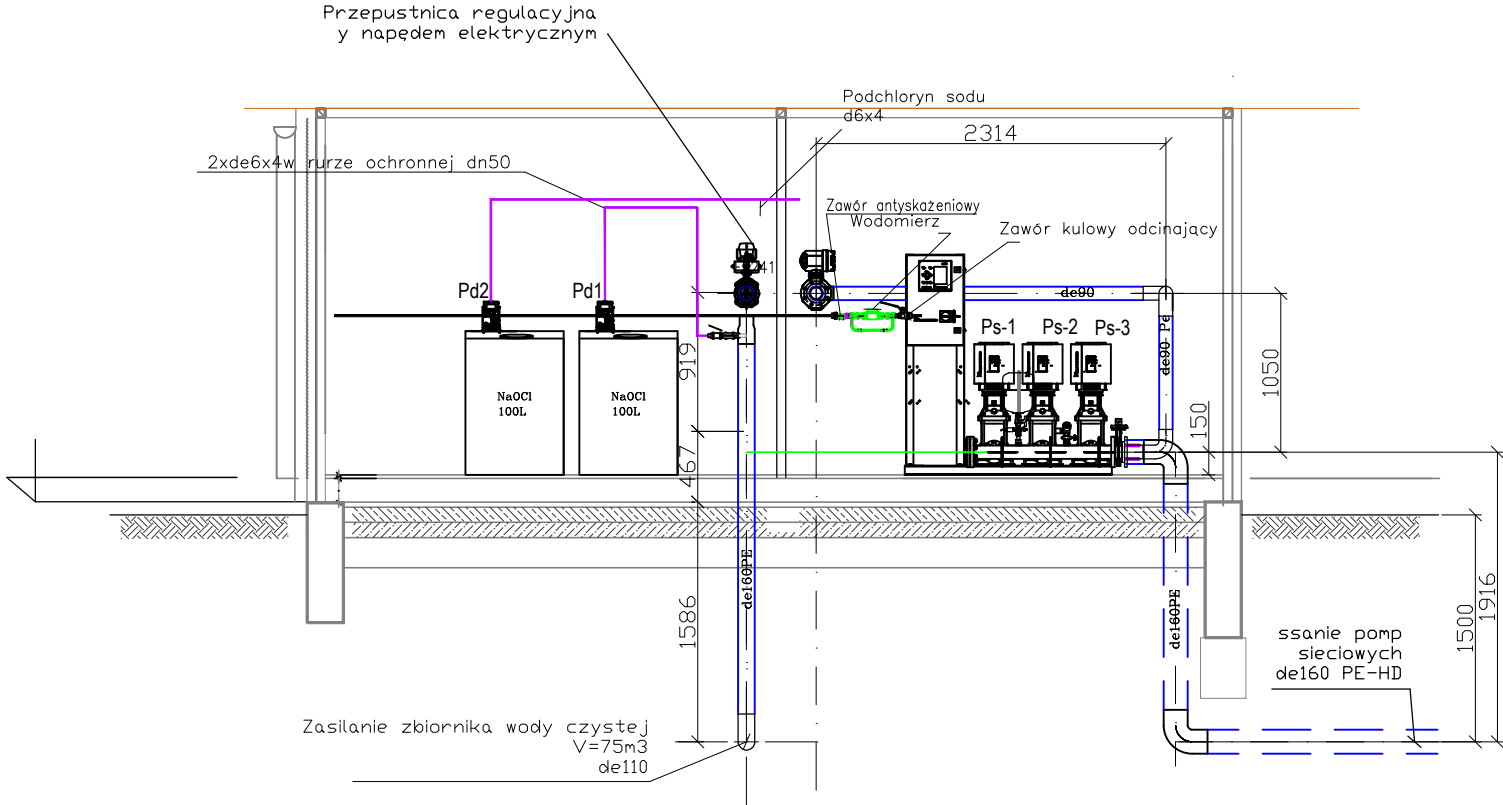 Przepustnica regulacyjna
y napędem elektrycznym
Podchloryn sodu
d6x4
2314
2xde6x4w rurze ochronnej dn50
Zawór antyskażeniowy
Wodomierz
Zawór kulowy odcinający
41
Pd2
Pd1
de90
Ps-1
Ps-2
Ps-3
de90 Pe
919
1050
NaOCl
100L
NaOCl
100L
150
467
de160PE
1586
de160PE
1500
1916
ssanie pomp
sieciowych
de160 PE-HD
Zasilanie zbiornika wody czystej
V=75m3
de110